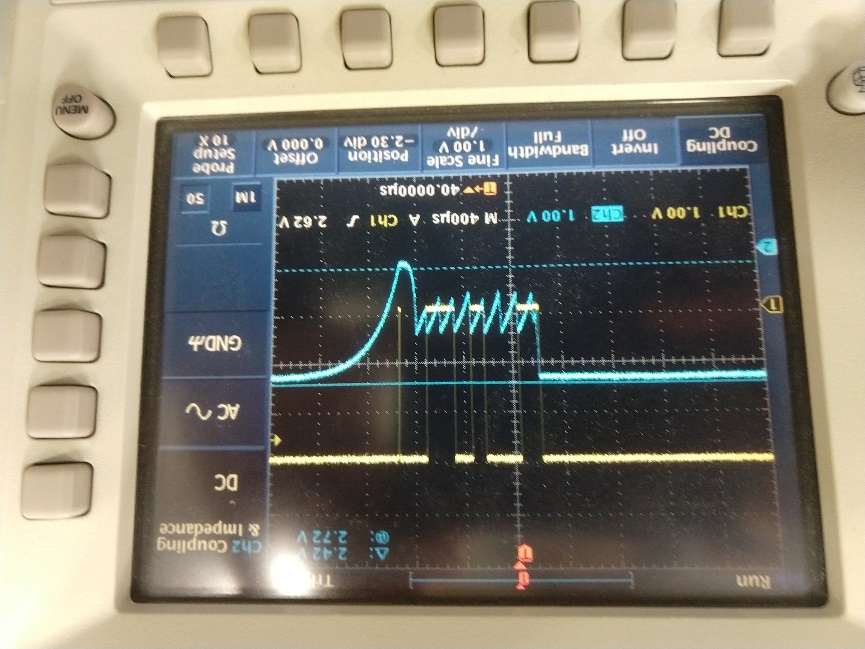 Run
Δ: 2.42 V
@: 2.72 V
Ch1 1.00 V Ch2 1.00 V M 400µs A Ch1 2.62 V
40.0000µs
Ch2 Coupling
& Impedance
DC
AC
GND
Ω
1M 50
Coupling
DC
Invert
Off
Bandwidth
Full
Fine Scale
1.00 V
/div
Position
−2.30 div
Offset
0.000 V
Probe
Setup
10 X
MENU
OFF
1
2